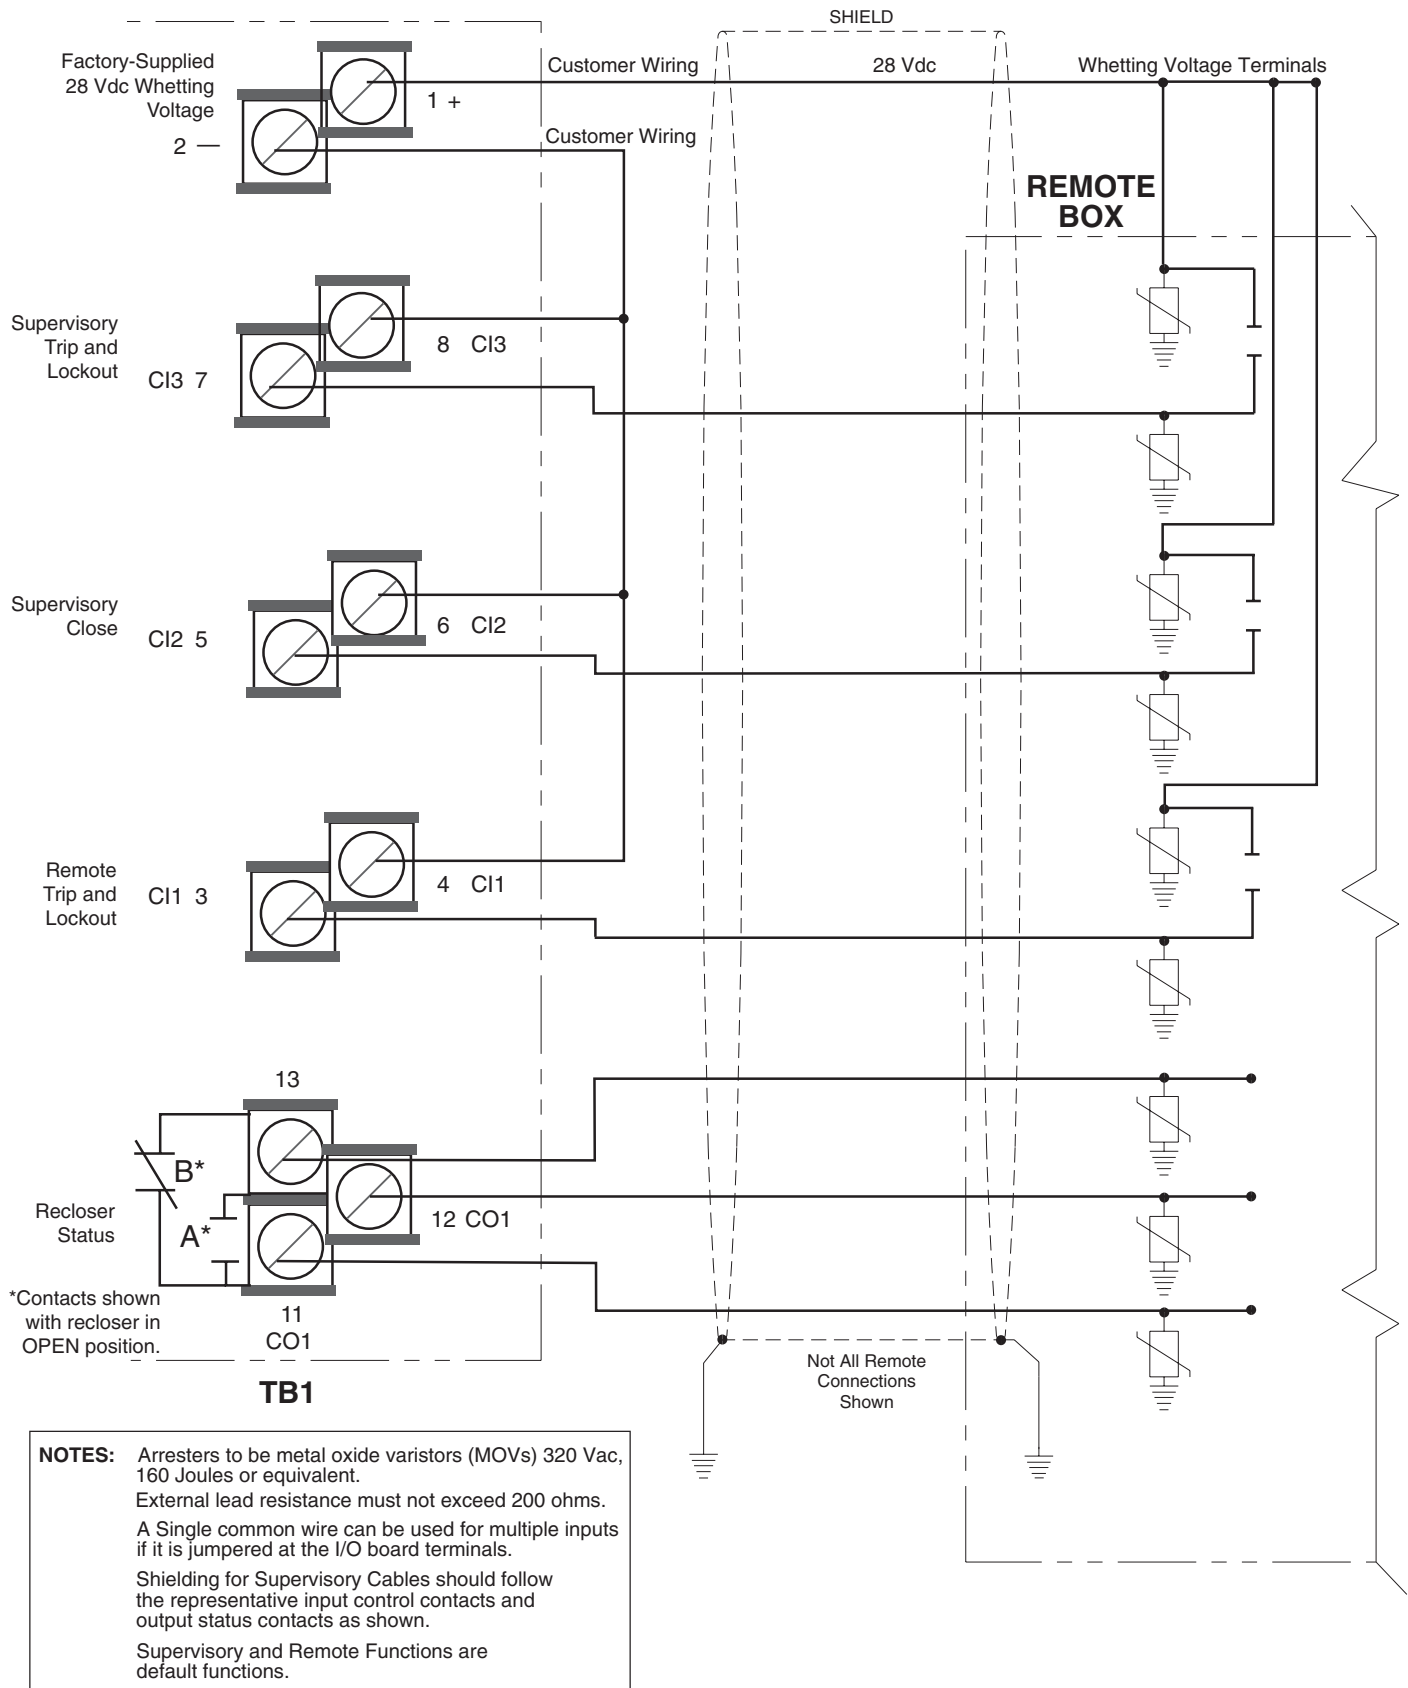 SHIELD
Factory-Supplied
28 Vdc Whetting
Voltage
Customer Wiring
28 Vdc
Whetting Voltage Terminals
1 +
2 —
Customer Wiring
REMOTE
BOX
Supervisory
Trip and
Lockout
8 CI3
CI3 7
Supervisory
Close
6 CI2
CI2 5
Remote
Trip and
Lockout
4 CI1
CI1 3
13
B*
A*
Recloser
Status
12 CO1
*Contacts shown
with recloser in
OPEN position.
11
CO1
TB1
Not All Remote
Connections
Shown
NOTES: Arresters to be metal oxide varistors (MOVs) 320 Vac,
160 Joules or equivalent.
External lead resistance must not exceed 200 ohms.
A Single common wire can be used for multiple inputs
if it is jumpered at the I/O board terminals.
Shielding for Supervisory Cables should follow
the representative input control contacts and
output status contacts as shown.
Supervisory and Remote Functions are
default functions.